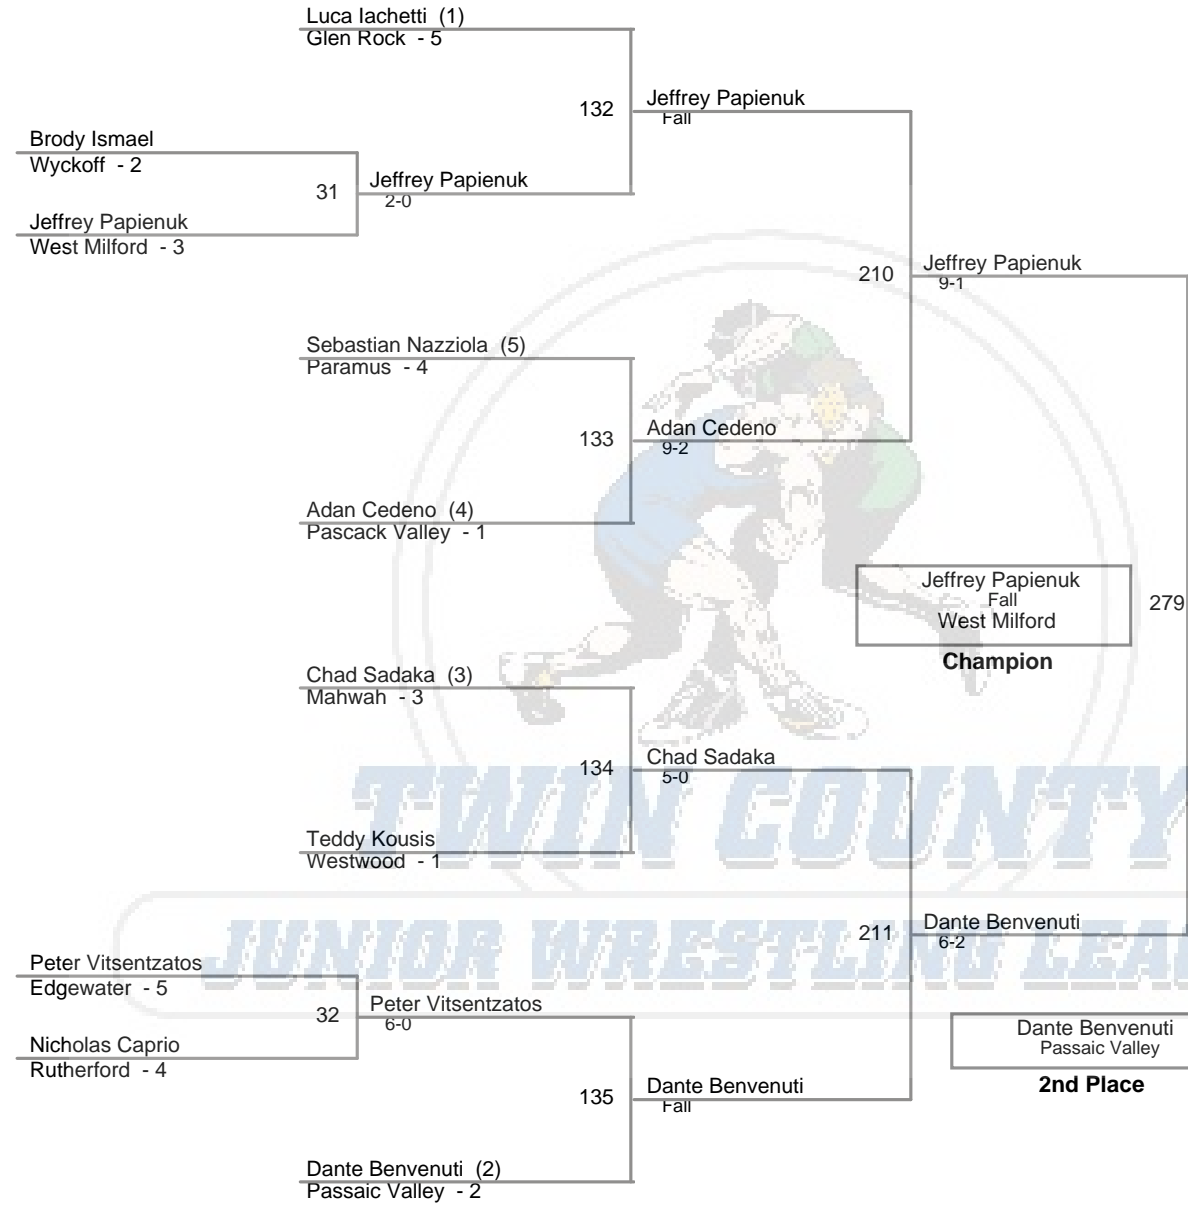 Luca Iachetti (1)
Glen Rock - 5
132
Jeffrey Papienuk
Fall
Brody Ismael
Wyckoff - 2
31
Jeffrey Papienuk
2-0
Jeffrey Papienuk
West Milford - 3
210
Jeffrey Papienuk
9-1
Sebastian Nazziola (5)
Paramus - 4
133
Adan Cedeno
9-2
Adan Cedeno (4)
Pascack Valley - 1
Jeffrey Papienuk
Fall
West Milford
279
Champion
Chad Sadaka (3)
Mahwah - 3
134
Chad Sadaka
5-0
TWIN COUNTY
Teddy Kousis
Westwood - 1
211
Dante Benvenuti
6-2
JUNIOR WRESTLING LEA
Peter Vitsentzatos
Edgewater - 5
32
Peter Vitsentzatos
6-0
Nicholas Caprio
Rutherford - 4
Dante Benvenuti
Passaic Valley
2nd Place
135
Dante Benvenuti
Fall
Dante Benvenuti (2)
Passaic Valley - 2